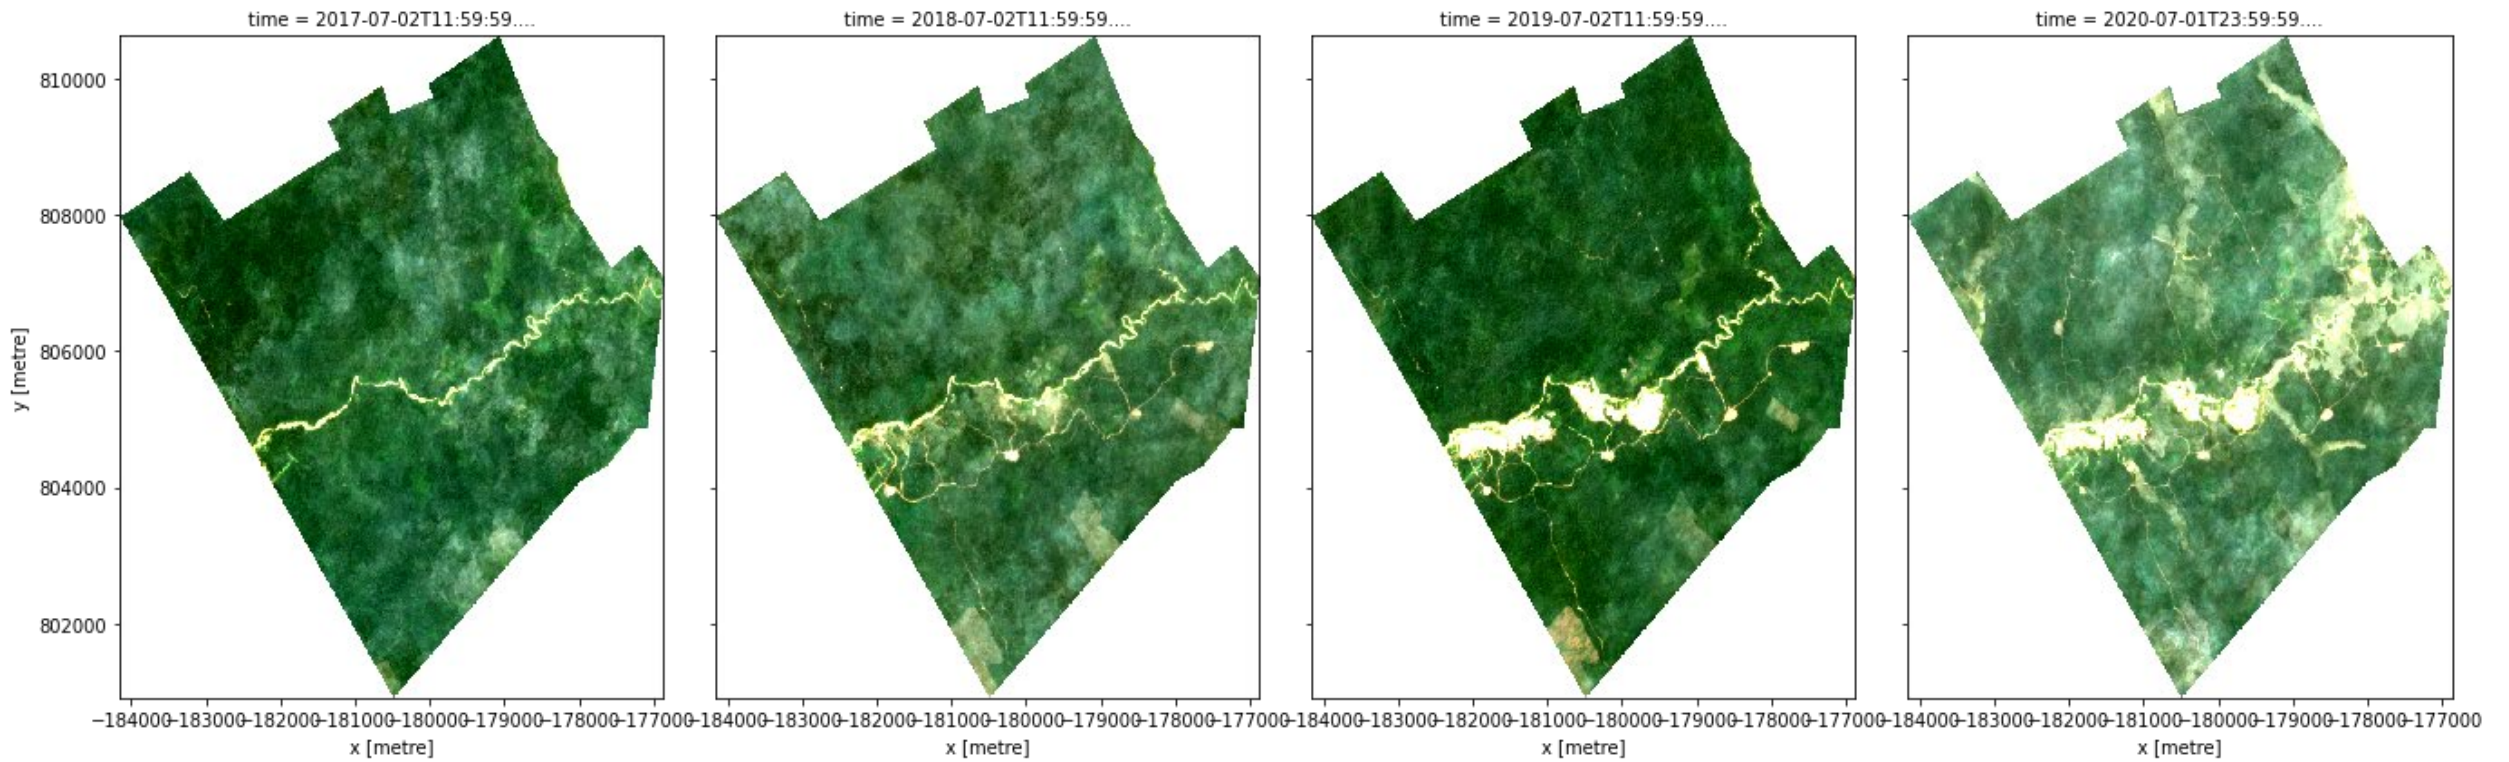 time = 2017-07-02T11:59:59....
time = 2018-07-02T11:59:59....
time = 2019-07-02T11:59:59....
time = 2020-07-01T23:59:59....
810000
808000
806000
804000
802000
y [metre]
−184000 −183000 −182000 −181000 −180000 −179000 −178000 −177000
−184000 −183000 −182000 −181000 −180000 −179000 −178000 −177000
−184000 −183000 −182000 −181000 −180000 −179000 −178000 −177000
−184000 −183000 −182000 −181000 −180000 −179000 −178000 −177000
x [metre]
x [metre]
x [metre]
x [metre]